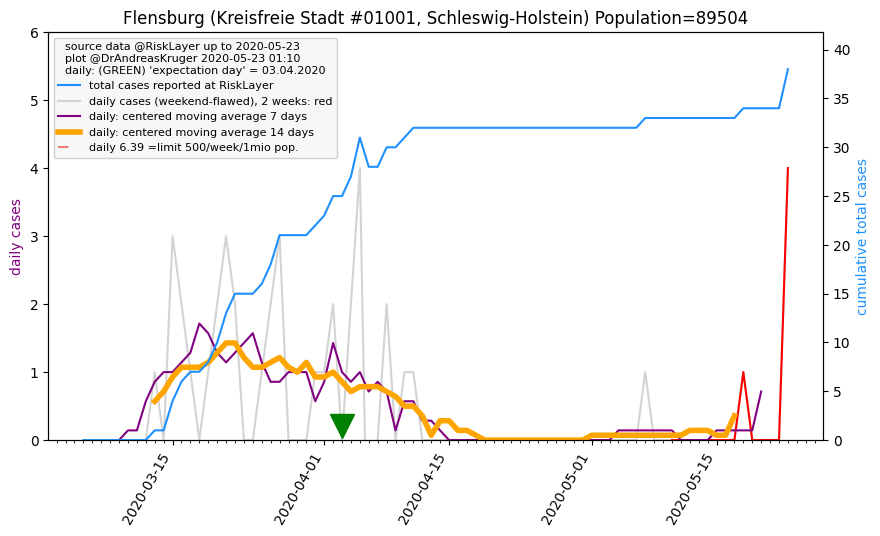 Flensburg (Kreisfreie Stadt #01001, Schleswig-Holstein) Population=89504
source data @RiskLayer up to 2020-05-23
plot @DrAndreasKruger 2020-05-23 01:10
daily: (GREEN) 'expectation day' = 03.04.2020
total cases reported at RiskLayer
daily cases (weekend-flawed), 2 weeks: red
daily: centered moving average 7 days
daily: centered moving average 14 days
daily 6.39 =limit 500/week/1mio pop.
daily cases
6
5
4
3
2
1
0
cumulative total cases
40
35
30
25
20
15
10
5
0
2020-03-15
2020-04-01
2020-04-15
2020-05-01
2020-05-15